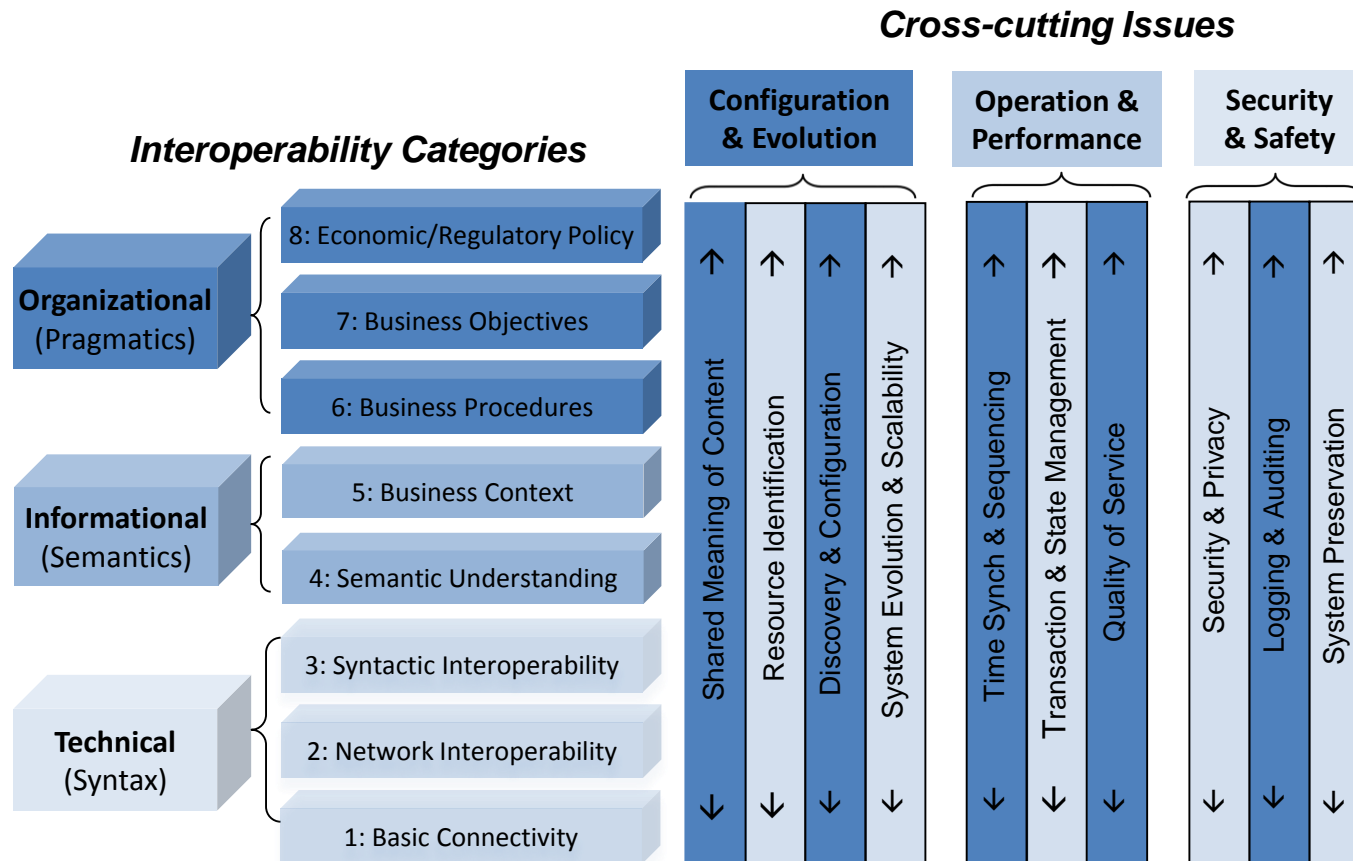 Cross-cutting Issues
Configuration
& Evolution
Operation &
Performance
Security
& Safety
Interoperability Categories
Organizational
(Pragmatics)
8: Economic/Regulatory Policy
7: Business Objectives
6: Business Procedures
Informational
(Semantics)
5: Business Context
4: Semantic Understanding
Technical
(Syntax)
3: Syntactic Interoperability
2: Network Interoperability
1: Basic Connectivity
Shared Meaning of Content
Resource Identification
Discovery & Configuration
System Evolution & Scalability
Time Synch & Sequencing
Transaction & State Management
Quality of Service
Security & Privacy
Logging & Auditing
System Preservation